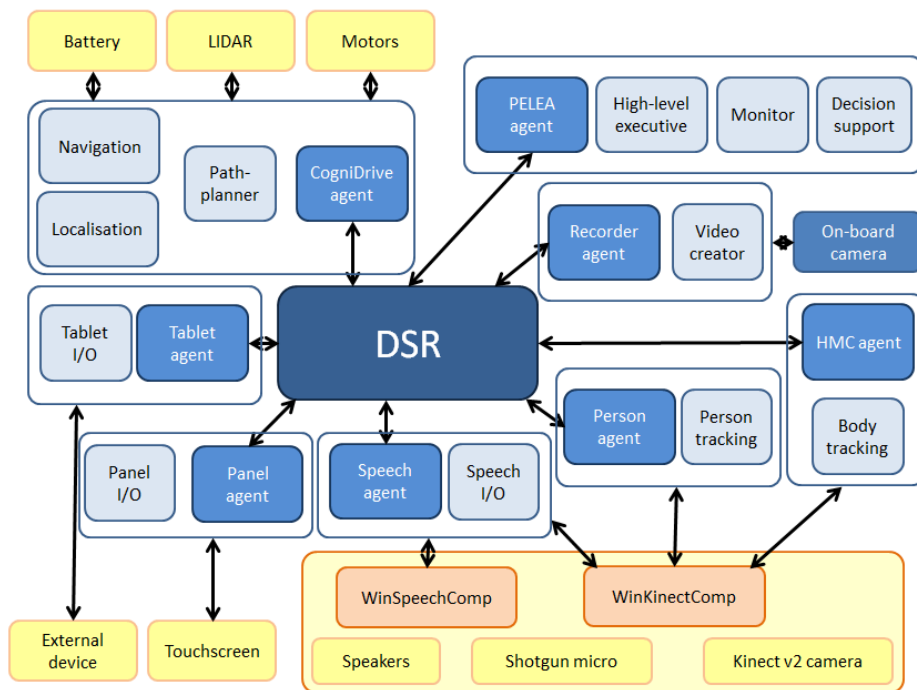 Battery
LIDAR
Motors
PELEA
agent
High-level
executive
Monitor
Decision
support
Navigation
Path-
planner
CogniDrive
agent
Localisation
Recorder
agent
Video
creator
On-board
camera
Tablet
I/O
Tablet
agent
DSR
HMC agent
Person
agent
Person
tracking
Body
tracking
Panel
I/O
Panel
agent
Speech
agent
Speech
I/O
WinSpeechComp
WinKinectComp
External
device
Touchscreen
Speakers
Shotgun micro
Kinect v2 camera